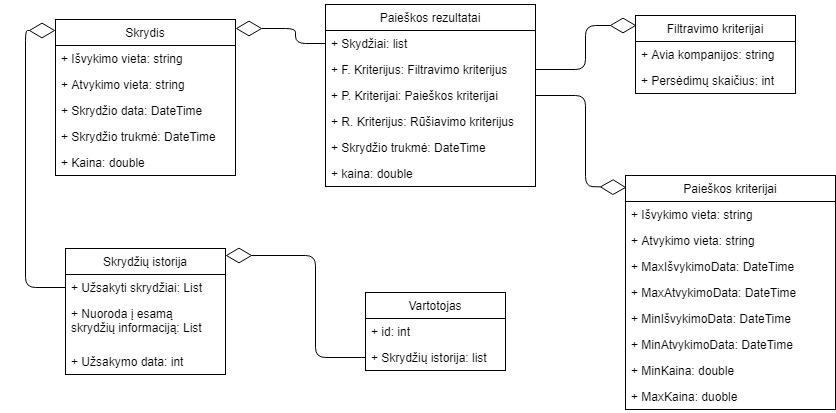 Skrydis
+ Išvykimo vieta: string
+ Atvykimo vieta: string
+ Skrydžio data: DateTime
+ Skrydžio trukmė: DateTime
+ Kaina: double
Paieškos rezultatai
+ Skydžiai: list
+ F. Kriterijus: Filtravimo kriterijus
+ P. Kriterijai: Paieškos kriterijai
+ R. Kriterijus: Rūšiavimo kriterijus
+ Skrydžio trukmė: DateTime
+ kaina: double
Filtravimo kriterijai
+ Avia kompanijos: string
+ Persėdimų skaičius: int
Paieškos kriterijai
+ Išvykimo vieta: string
+ Atvykimo vieta: string
+ MaxIšvykimoData: DateTime
+ MaxAtvykimoData: DateTime
+ MinIšvykimoData: DateTime
+ MinAtvykimoData: DateTime
+ MinKaina: double
+ MaxKaina: duoble
Skrydžių istorija
+ Užsakyti skrydžiai: List
+ Nuoroda į esamą
skrydžių informaciją: List
+ Užsakymo data: int
Vartotojas
+ id: int
+ Skrydžių istorija: list